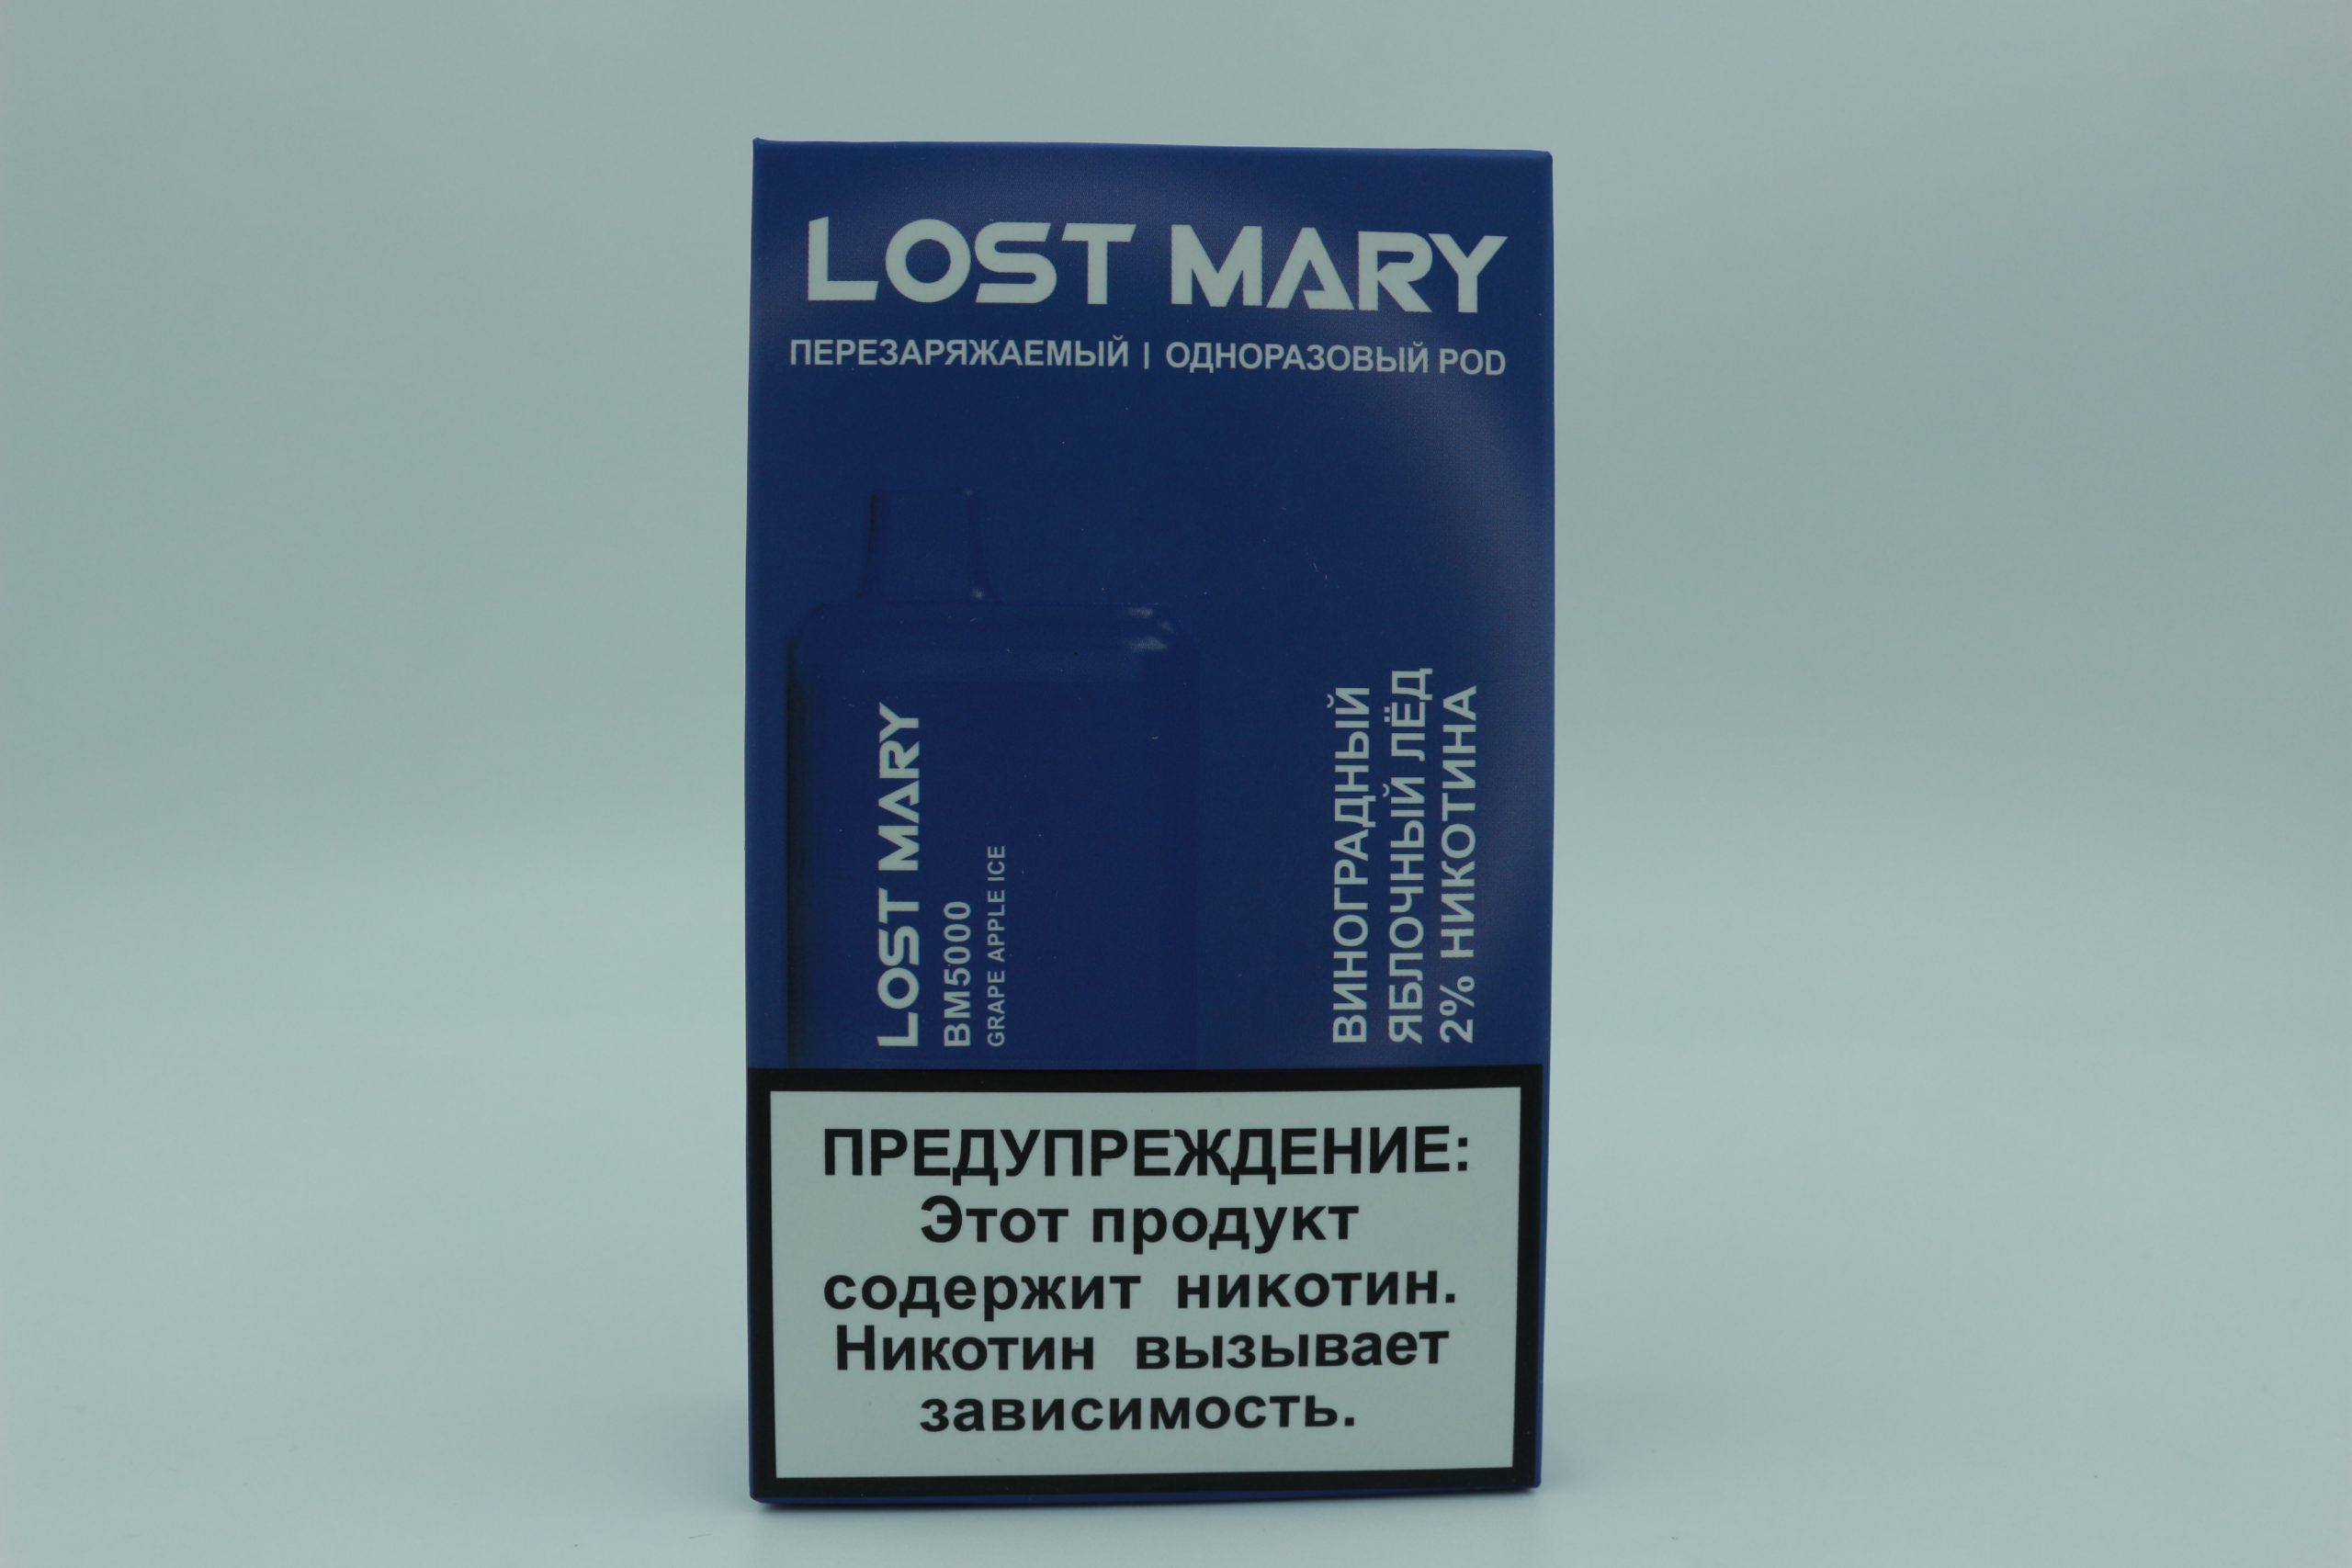 LOST MARY
ПЕРЕЗАРЯЖАЕМЫЙ | ОДНОРАЗОВЫЙ POD
LOST MARY
BM5000
GRAPE APPLE ICE
ВИНОГРАДНЫЙ
ЯБЛОЧНЫЙ ЛЁД
2% НИКОТИНА
ПРЕДУПРЕЖДЕНИЕ:
Этот продукт
содержит никотин.
Никотин вызывает
зависимость.